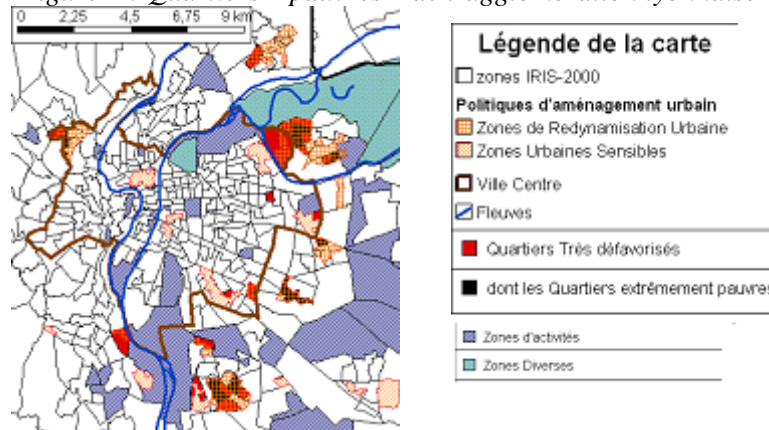 0 2,25 4,5 6,75 9 km
Légende de la carte
zones IRIS-2000
Politiques d'aménagement urbain
Zones de Redynamisation Urbaine
Zones Urbaines Sensibles
Ville Centre
Fleuves
Quartiers Très défavorisés
dont les Quartiers extrêmement pauvres
Zones d'activités
Zones Diverses